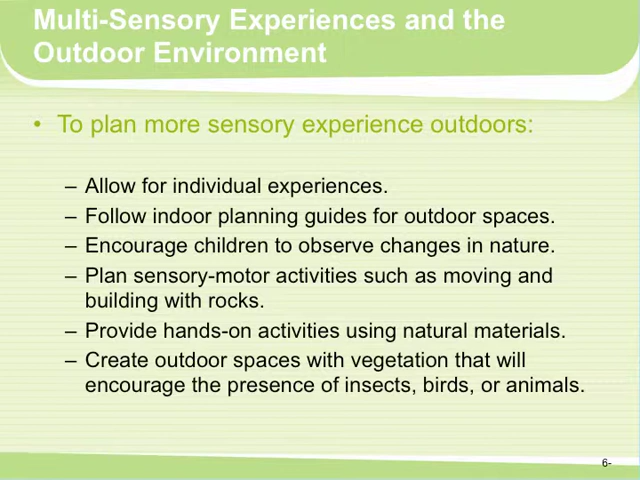 Multi-Sensory Experiences and the
Outdoor Environment
• To plan more sensory experience outdoors:
– Allow for individual experiences.
– Follow indoor planning guides for outdoor spaces.
– Encourage children to observe changes in nature.
– Plan sensory-motor activities such as moving and
building with rocks.
– Provide hands-on activities using natural materials.
– Create outdoor spaces with vegetation that will
encourage the presence of insects, birds, or animals.
6-